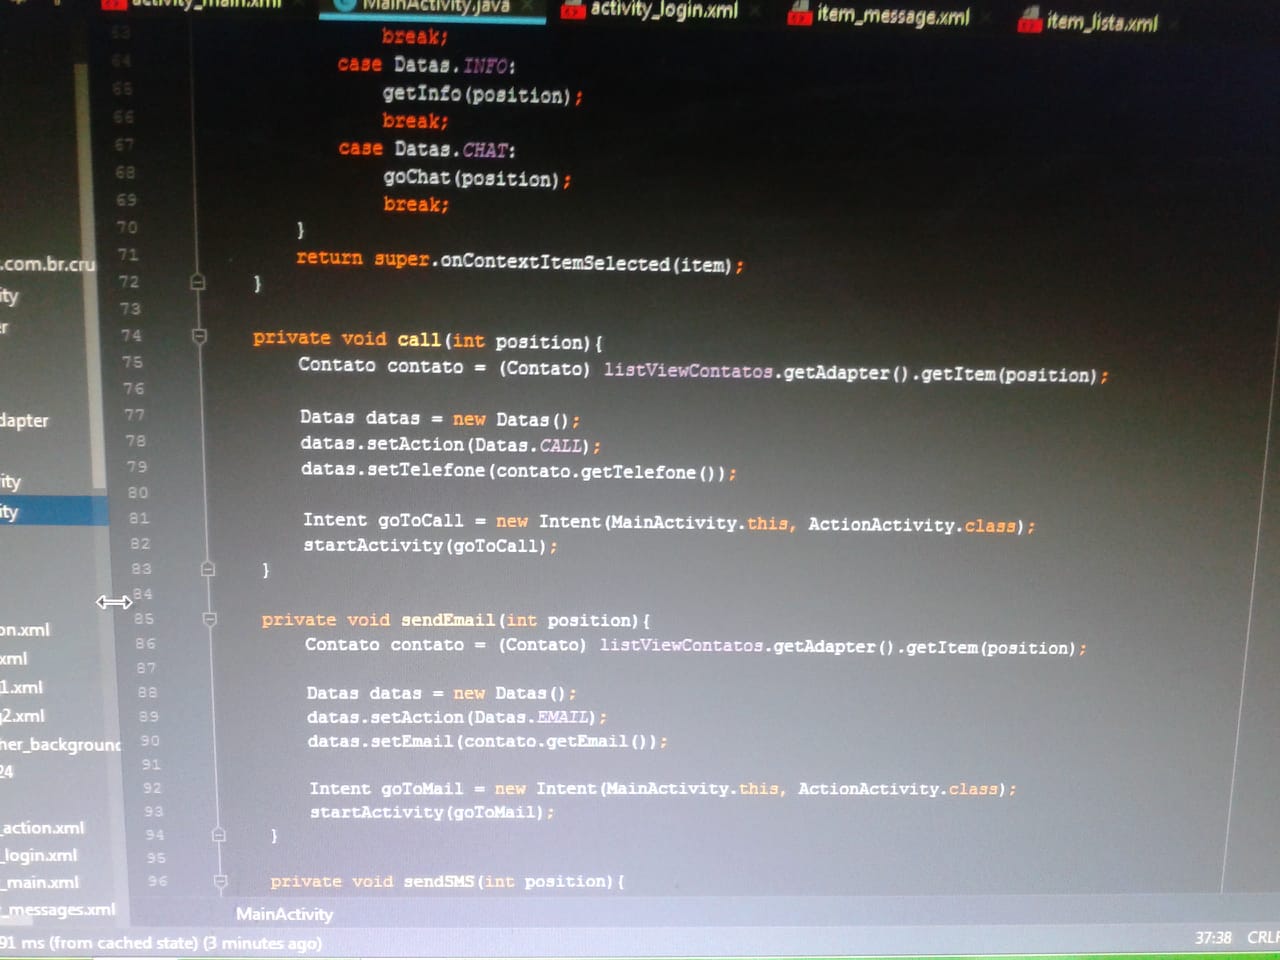 activity_main.xml MainActivity.java activity_login.xml item_message.xml item_lista.xml
63 break;
64 case Datas.INFO:
65 getInfo(position);
66 break;
67 case Datas.CHAT:
68 goChat(position);
69 break;
70 }
71 return super.onContextItemSelected(item);
72 }
73
74 private void call(int position){
75 Contato contato = (Contato) listViewContatos.getAdapter().getItem(position);
76
77 Datas datas = new Datas();
78 datas.setAction(Datas.CALL);
79 datas.setTelefone(contato.getTelefone());
80
81 Intent goToCall = new Intent(MainActivity.this, ActionActivity.class);
82 startActivity(goToCall);
83 }
84
85 private void sendEmail(int position){
86 Contato contato = (Contato) listViewContatos.getAdapter().getItem(position);
87
88 Datas datas = new Datas();
89 datas.setAction(Datas.EMAIL);
90 datas.setEmail(contato.getEmail());
91
92 Intent goToMail = new Intent(MainActivity.this, ActionActivity.class);
93 startActivity(goToMail);
94 }
95
96 private void sendSMS(int position){
.com.br.cru
ity
er
dapter
ity
ity
on.xml
xml
1.xml
g2.xml
her_background
24
_action.xml
_login.xml
_main.xml
_messages.xml
MainActivity
91 ms (from cached state) (3 minutes ago)
37:38 CRLF